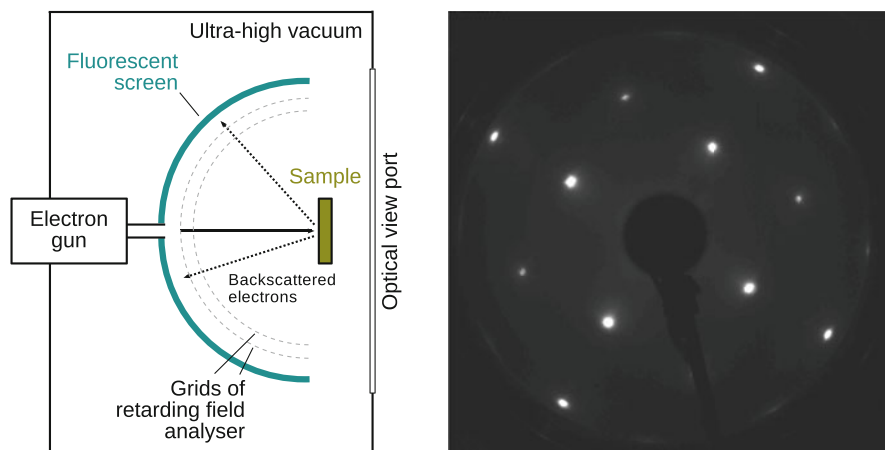 Ultra-high vacuum
Fluorescent
screen
Sample
Electron
gun
Optical view port
Backscattered
electrons
Grids of
retarding field
analyser